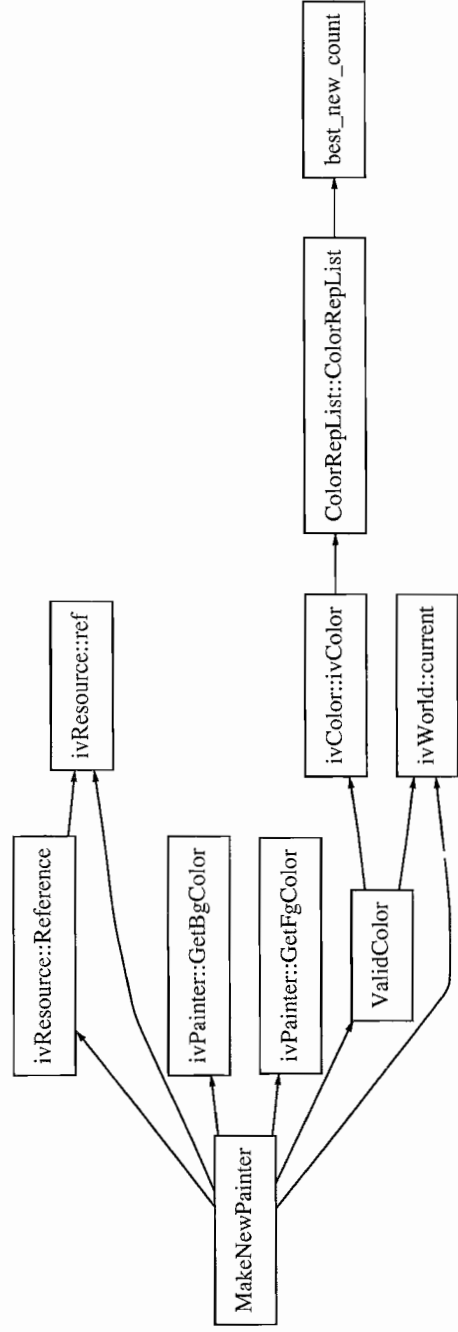 MakeNewPainter
ivResource::Reference
ivPainter::GetBgColor
ivPainter::GetFgColor
ValidColor
ivResource::ref
ivColor::ivColor
ivWorld::current
ColorRepList::ColorRepList
best_new_count